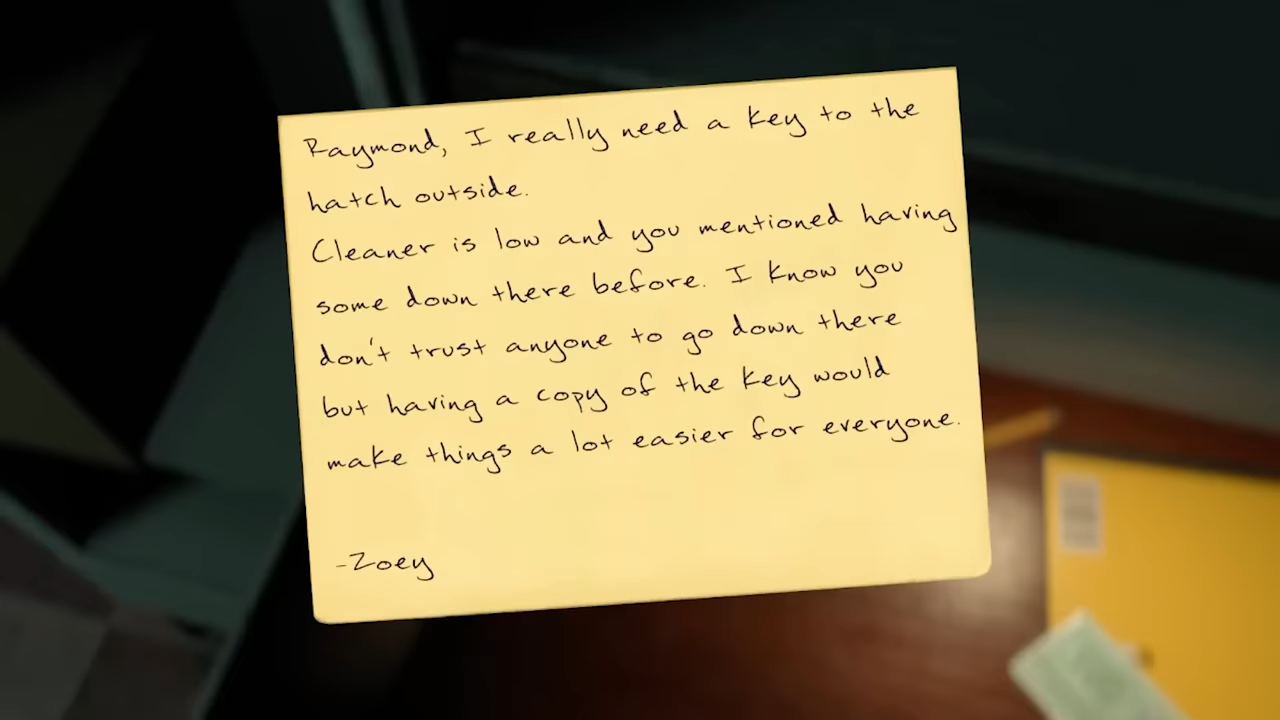 Raymond, I really need a key to the
hatch outside.
Cleaner is low and you mentioned having
some down there before. I know you
don't trust anyone to go down there
but having a copy of the key would
make things a lot easier for everyone.
-Zoey